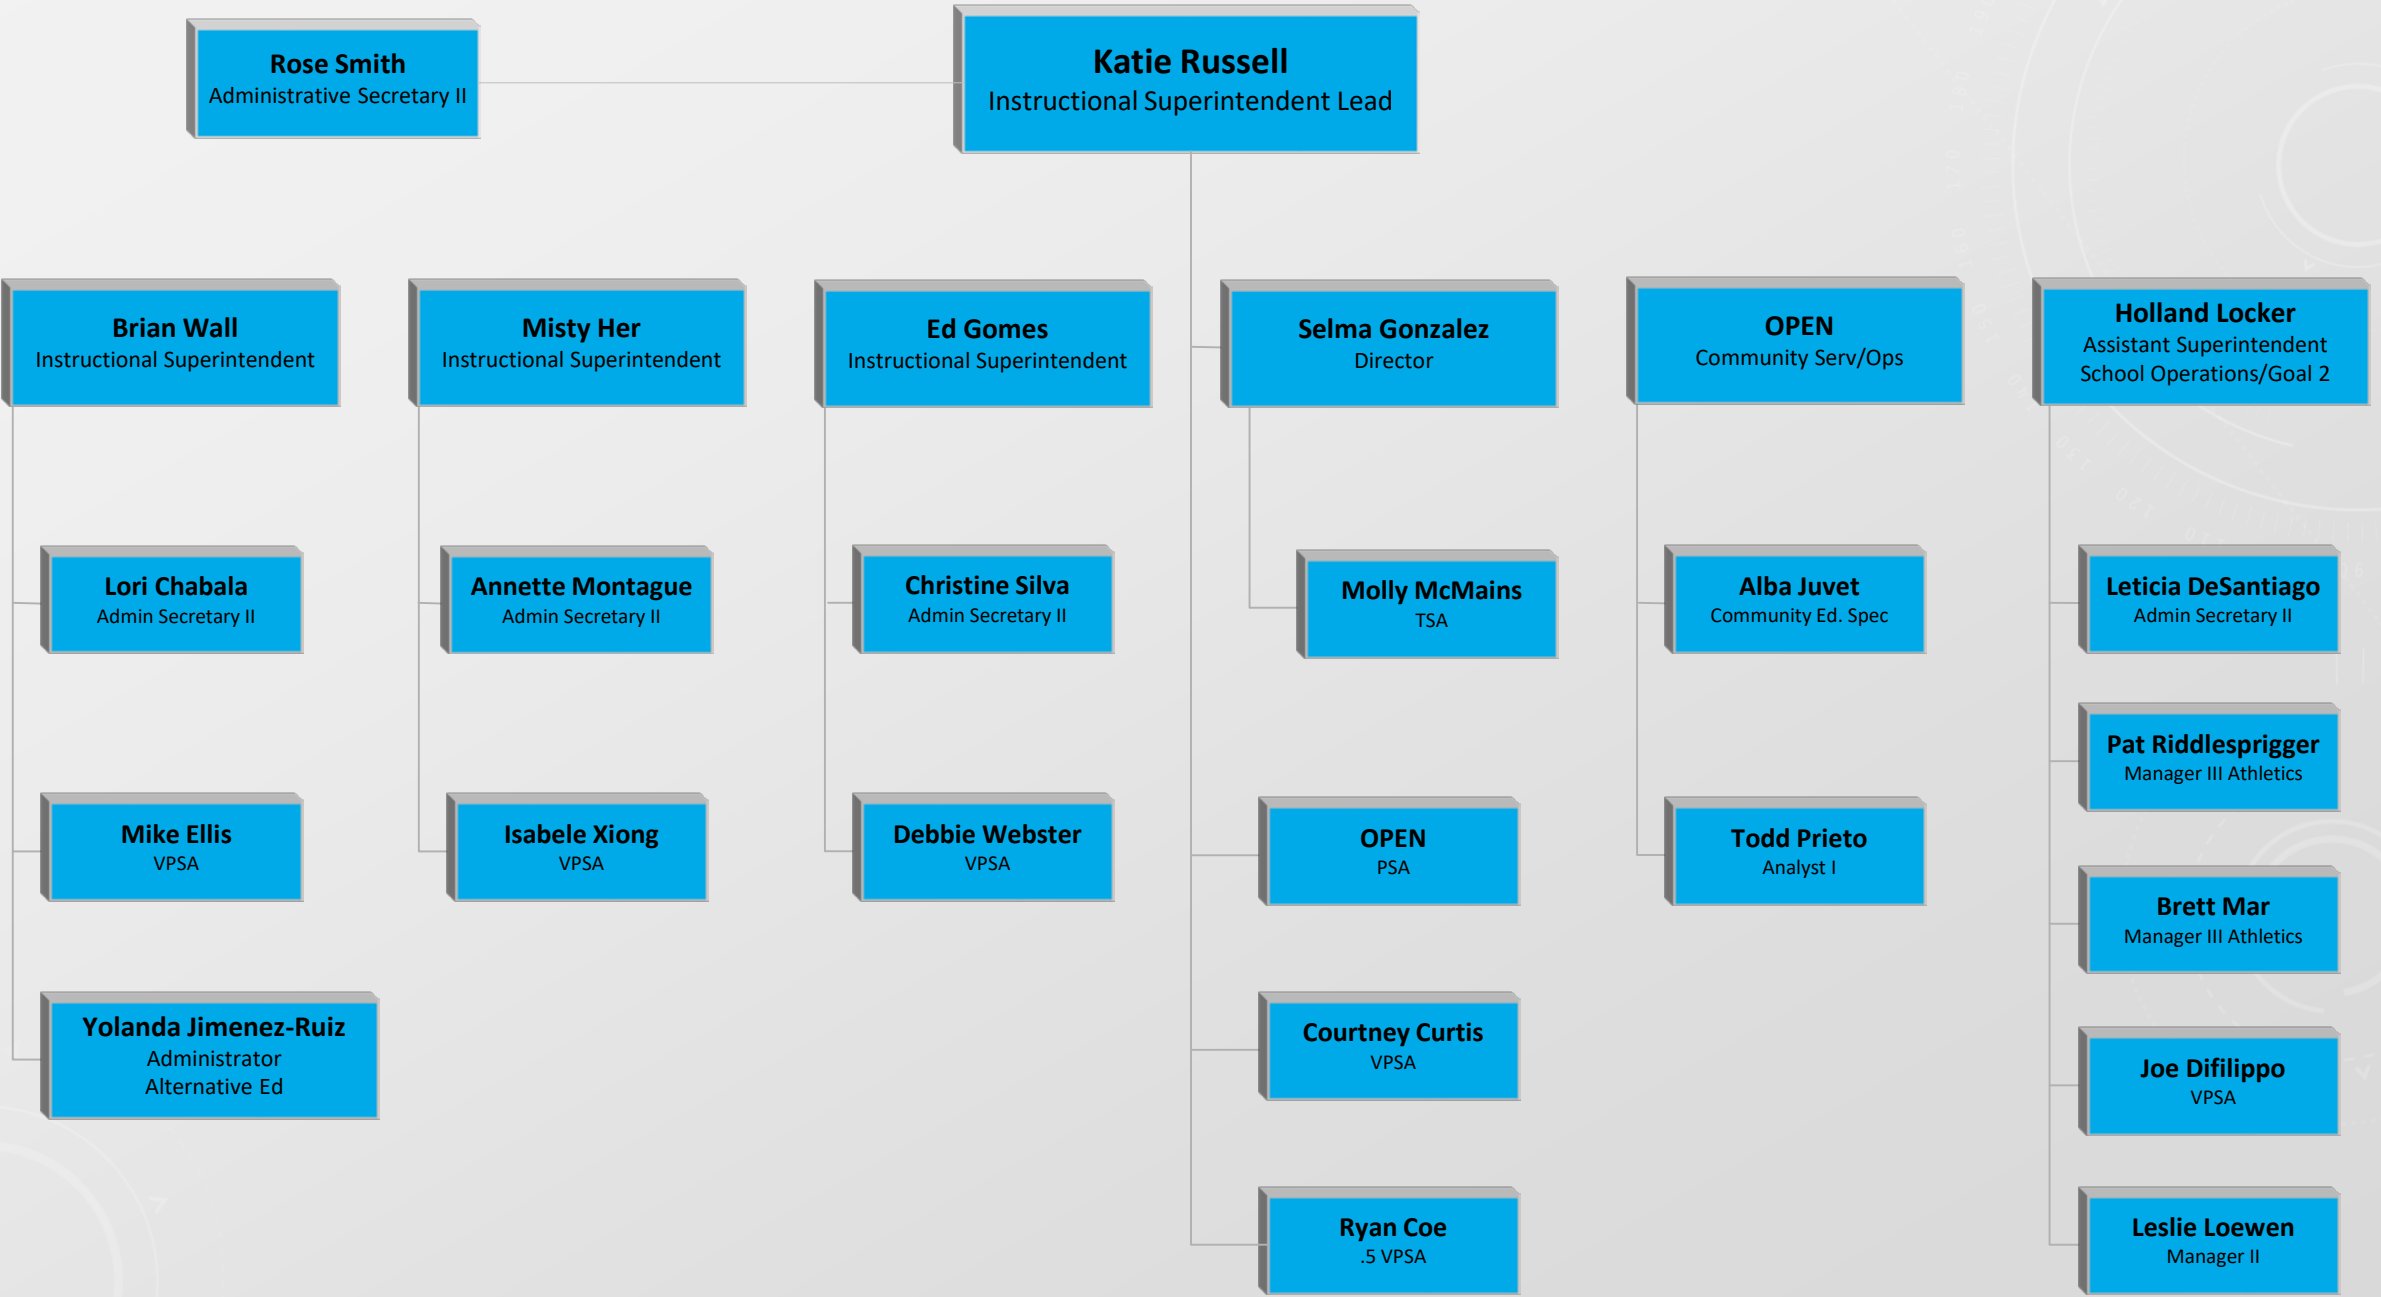 Rose Smith
Administrative Secretary II
Katie Russell
Instructional Superintendent Lead
Brian Wall
Instructional Superintendent
Misty Her
Instructional Superintendent
Ed Gomes
Instructional Superintendent
Selma Gonzalez
Director
OPEN
Community Serv/Ops
Holland Locker
Assistant Superintendent
School Operations/Goal 2
Lori Chabala
Admin Secretary II
Annette Montague
Admin Secretary II
Christine Silva
Admin Secretary II
Molly McMains
TSA
Alba Juvet
Community Ed. Spec
Leticia DeSantiago
Admin Secretary II
Pat Riddlesprigger
Manager III Athletics
Mike Ellis
VPSA
Isabele Xiong
VPSA
Debbie Webster
VPSA
OPEN
PSA
Todd Prieto
Analyst I
Brett Mar
Manager III Athletics
Yolanda Jimenez-Ruiz
Administrator
Alternative Ed
Courtney Curtis
VPSA
Joe Difilippo
VPSA
Ryan Coe
.5 VPSA
Leslie Loewen
Manager II